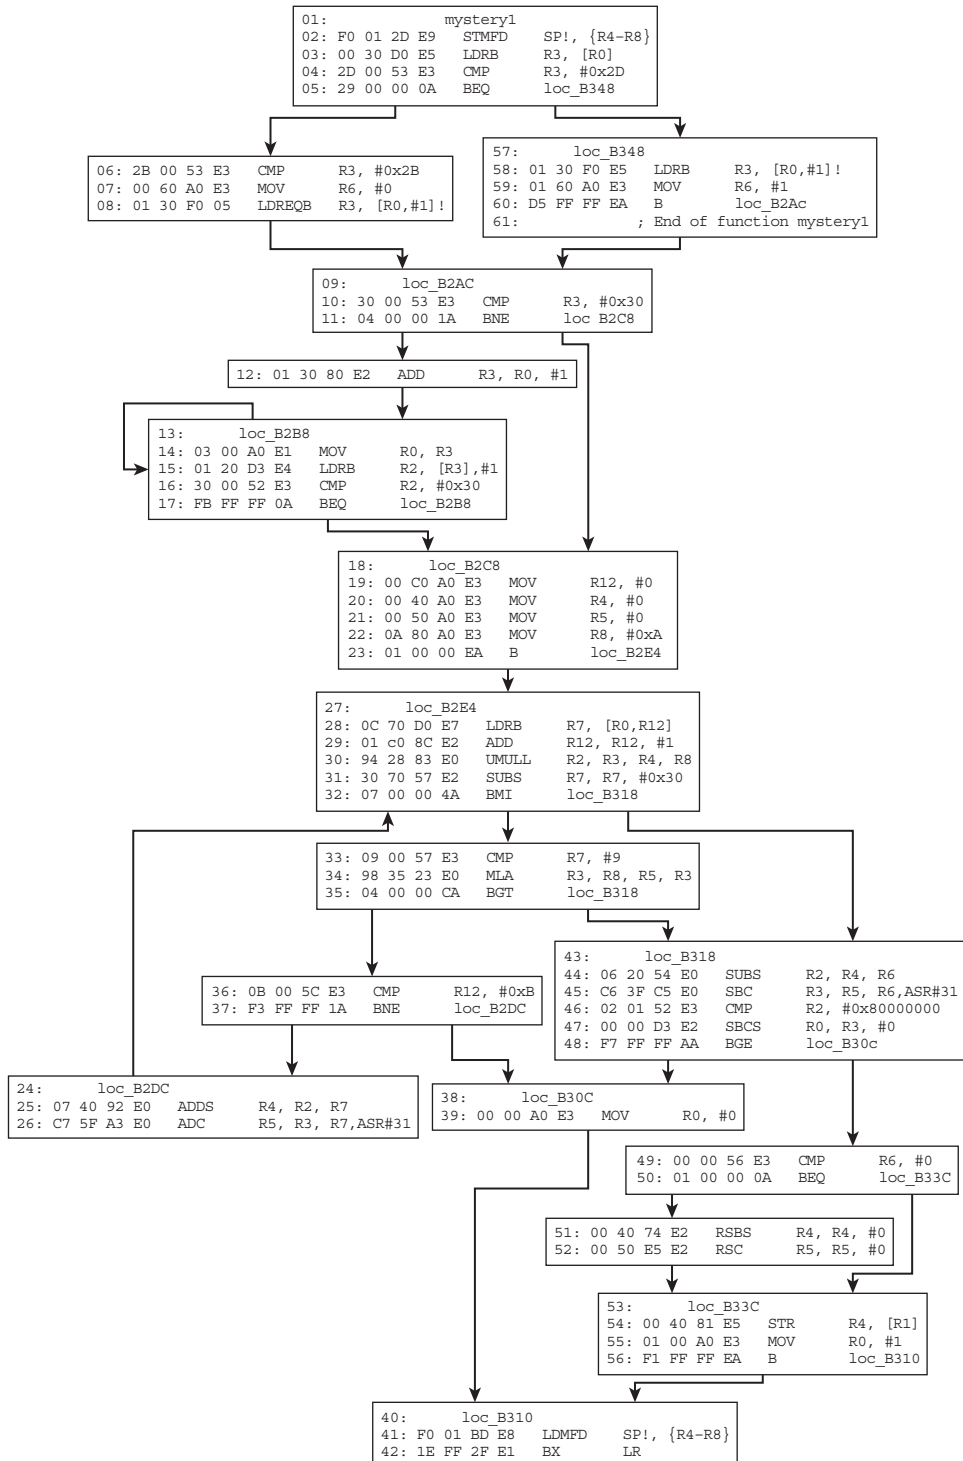 01: mystery1
02: F0 01 2D E9 STMFD SP!, {R4-R8}
03: 00 30 D0 E5 LDRB R3, [R0]
04: 2D 00 53 E3 CMP R3, #0x2D
05: 29 00 00 0A BEQ loc_B348
06: 2B 00 53 E3 CMP R3, #0x2B
07: 00 60 A0 E3 MOV R6, #0
08: 01 30 F0 05 LDREQB R3, [R0,#1]!
57: loc_B348
58: 01 30 F0 E5 LDRB R3, [R0,#1]!
59: 01 60 A0 E3 MOV R6, #1
60: D5 FF FF EA B loc_B2Ac
61: ; End of function mystery1
09: loc_B2AC
10: 30 00 53 E3 CMP R3, #0x30
11: 04 00 00 1A BNE loc B2C8
12: 01 30 80 E2 ADD R3, R0, #1
13: loc_B2B8
14: 03 00 A0 E1 MOV R0, R3
15: 01 20 D3 E4 LDRB R2, [R3],#1
16: 30 00 52 E3 CMP R2, #0x30
17: FB FF FF 0A BEQ loc_B2B8
18: loc_B2C8
19: 00 C0 A0 E3 MOV R12, #0
20: 00 40 A0 E3 MOV R4, #0
21: 00 50 A0 E3 MOV R5, #0
22: 0A 80 A0 E3 MOV R8, #0xA
23: 01 00 00 EA B loc_B2E4
27: loc_B2E4
28: 0C 70 D0 E7 LDRB R7, [R0,R12]
29: 01 c0 8C E2 ADD R12, R12, #1
30: 94 28 83 E0 UMULL R2, R3, R4, R8
31: 30 70 57 E2 SUBS R7, R7, #0x30
32: 07 00 00 4A BMI loc_B318
33: 09 00 57 E3 CMP R7, #9
34: 98 35 23 E0 MLA R3, R8, R5, R3
35: 04 00 00 CA BGT loc_B318
36: 0B 00 5C E3 CMP R12, #0xB
37: F3 FF FF 1A BNE loc_B2DC
43: loc_B318
44: 06 20 54 E0 SUBS R2, R4, R6
45: C6 3F C5 E0 SBC R3, R5, R6,ASR#31
46: 02 01 52 E3 CMP R2, #0x80000000
47: 00 00 D3 E2 SBCS R0, R3, #0
48: F7 FF FF AA BGE loc_B30c
24: loc_B2DC
25: 07 40 92 E0 ADDS R4, R2, R7
26: C7 5F A3 E0 ADC R5, R3, R7,ASR#31
38: loc_B30C
39: 00 00 A0 E3 MOV R0, #0
49: 00 00 56 E3 CMP R6, #0
50: 01 00 00 0A BEQ loc_B33C
51: 00 40 74 E2 RSBS R4, R4, #0
52: 00 50 E5 E2 RSC R5, R5, #0
53: loc_B33C
54: 00 40 81 E5 STR R4, [R1]
55: 01 00 A0 E3 MOV R0, #1
56: F1 FF FF EA B loc_B310
40: loc_B310
41: F0 01 BD E8 LDMFD SP!, {R4-R8}
42: 1E FF 2F E1 BX LR